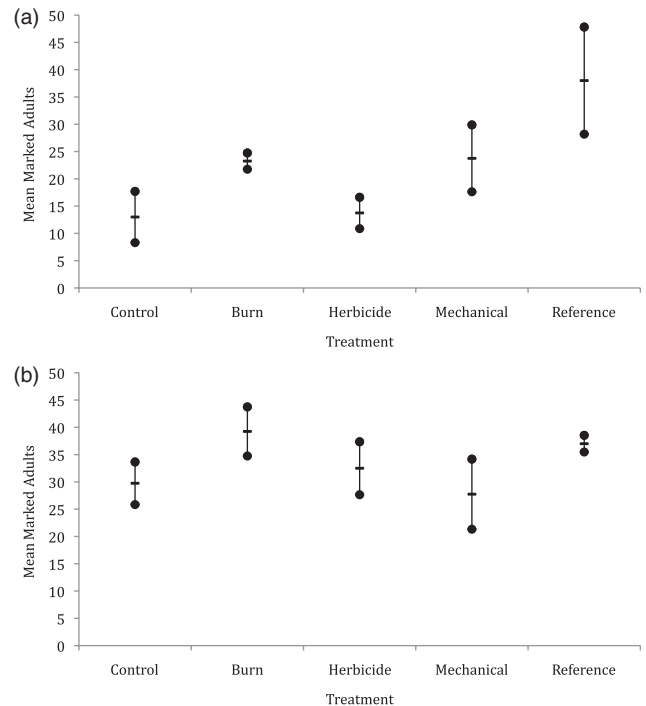 (a)
Mean Marked Adults
50
45
40
35
30
25
20
15
10
5
0
Control Burn Herbicide Mechanical Reference
Treatment
(b)
Mean Marked Adults
50
45
40
35
30
25
20
15
10
5
0
Control Burn Herbicide Mechanical Reference
Treatment